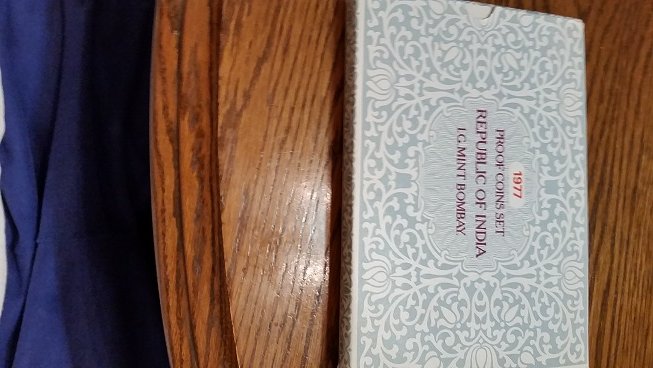 1977
PROOF COINS SET
REPUBLIC OF INDIA
I.G. MINT BOMBAY